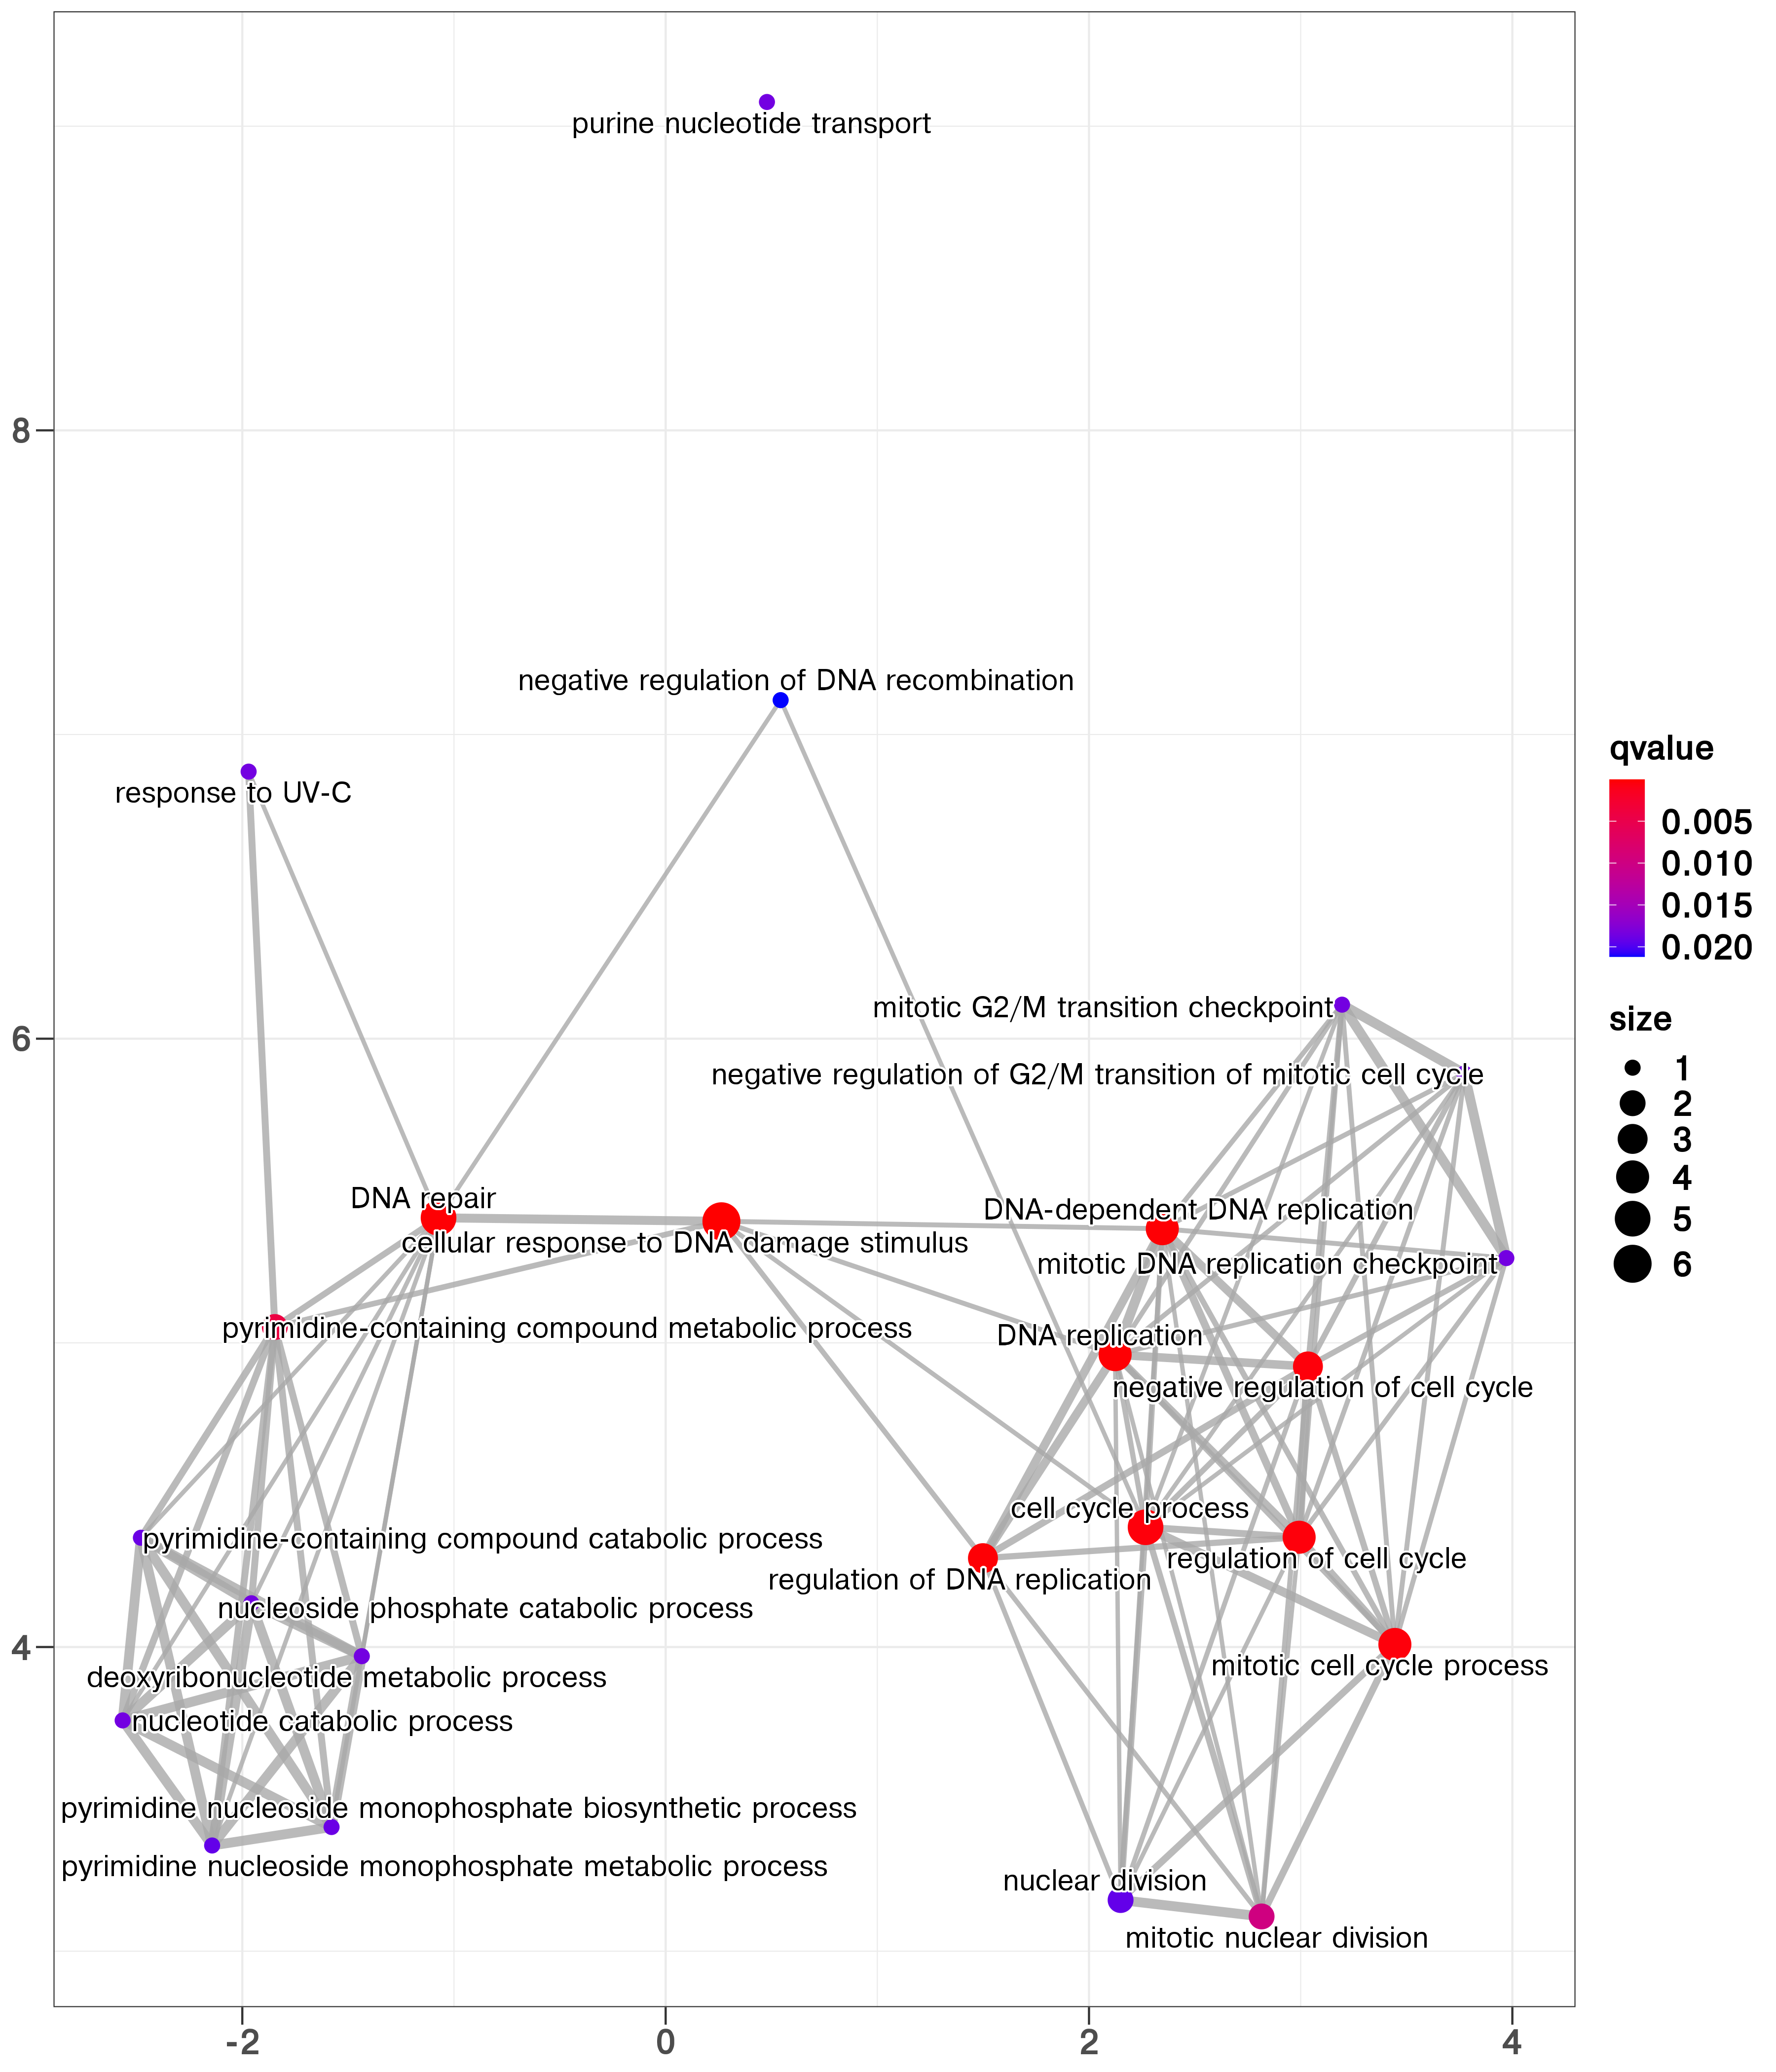 purine nucleotide transport
8
negative regulation of DNA recombination
response to UV-C
mitotic G2/M transition checkpoint
6
negative regulation of G2/M transition of mitotic cell cycle
DNA repair
DNA-dependent DNA replication
cellular response to DNA damage stimulus
mitotic DNA replication checkpoint
pyrimidine-containing compound metabolic process
DNA replication
negative regulation of cell cycle
cell cycle process
pyrimidine-containing compound catabolic process
regulation of cell cycle
regulation of DNA replication
nucleoside phosphate catabolic process
4
mitotic cell cycle process
deoxyribonucleotide metabolic process
nucleotide catabolic process
pyrimidine nucleoside monophosphate biosynthetic process
pyrimidine nucleoside monophosphate metabolic process
nuclear division
mitotic nuclear division
-2
0
2
4
qvalue
0.005
0.010
0.015
0.020
size
1
2
3
4
5
6